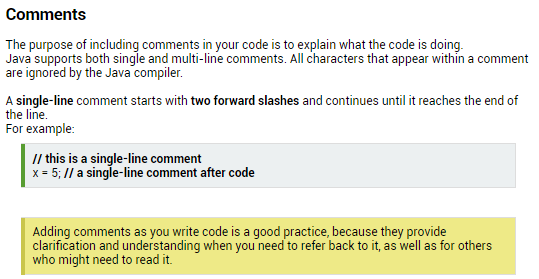 Comments
The purpose of including comments in your code is to explain what the code is doing.
Java supports both single and multi-line comments. All characters that appear within a comment
are ignored by the Java compiler.
A single-line comment starts with two forward slashes and continues until it reaches the end of
the line.
For example:
// this is a single-line comment
x = 5; // a single-line comment after code
Adding comments as you write code is a good practice, because they provide
clarification and understanding when you need to refer back to it, as well as for others
who might need to read it.